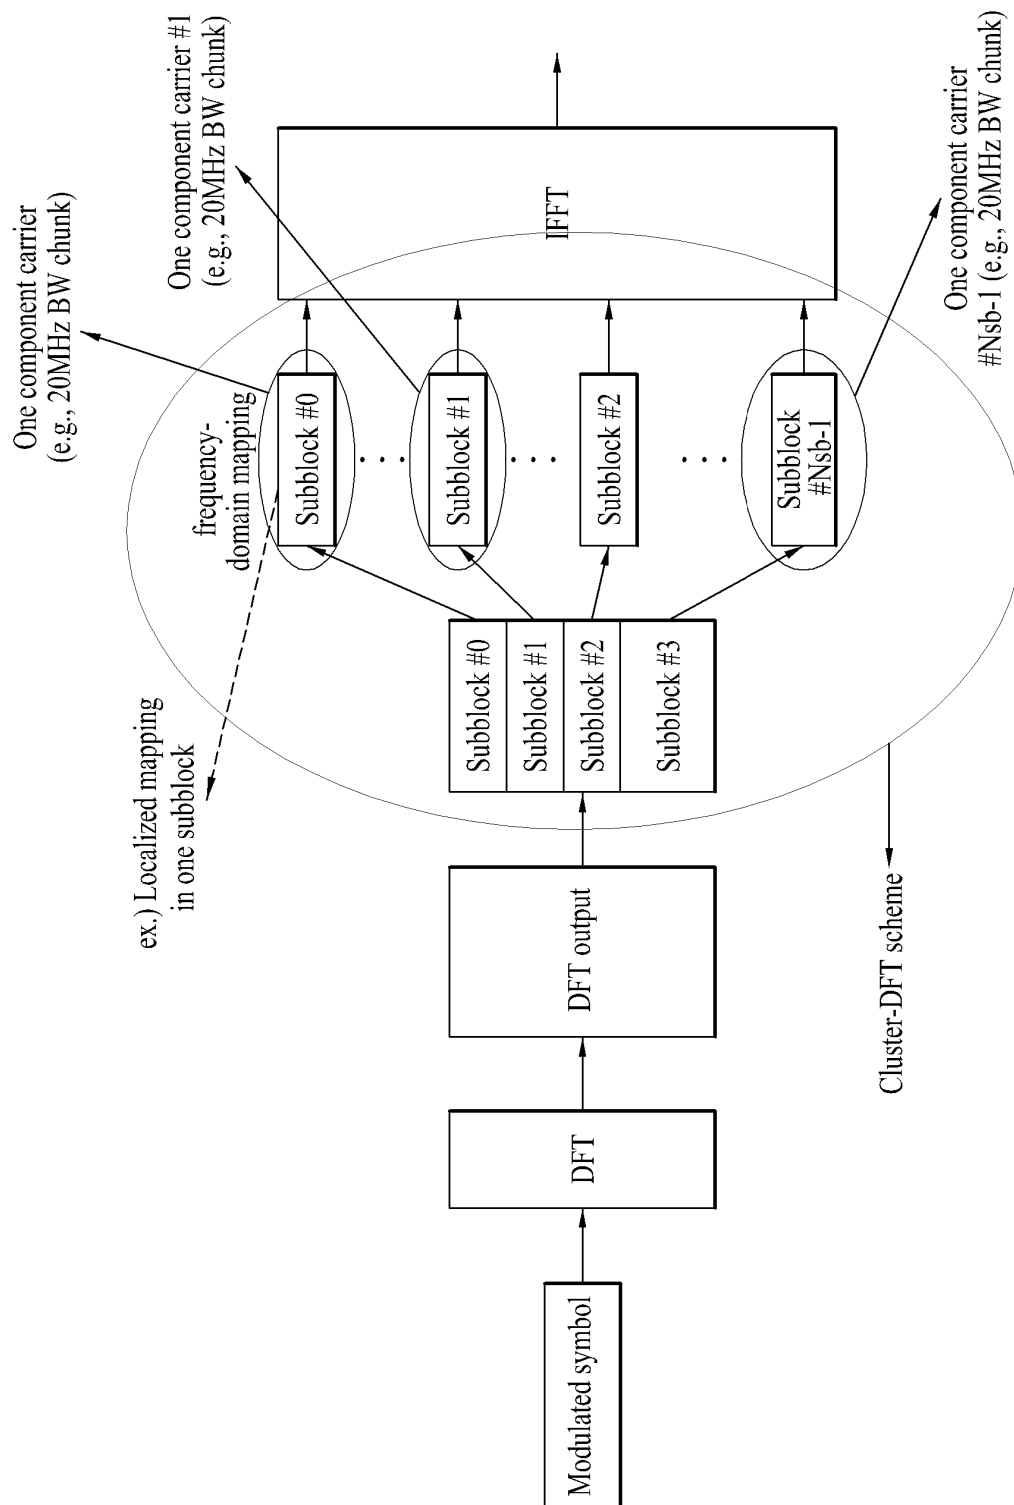 Modulated symbol
DFT
DFT output
Subblock #0
Subblock #1
Subblock #2
Subblock #3
ex.) Localized mapping
in one subblock
frequency-
domain mapping
Subblock #0
Subblock #1
Subblock #2
Subblock
#Nsb-1
IFFT
One component carrier
(e.g., 20MHz BW chunk)
One component carrier #1
(e.g., 20MHz BW chunk)
One component carrier
#Nsb-1 (e.g., 20MHz BW chunk)
Cluster-DFT scheme